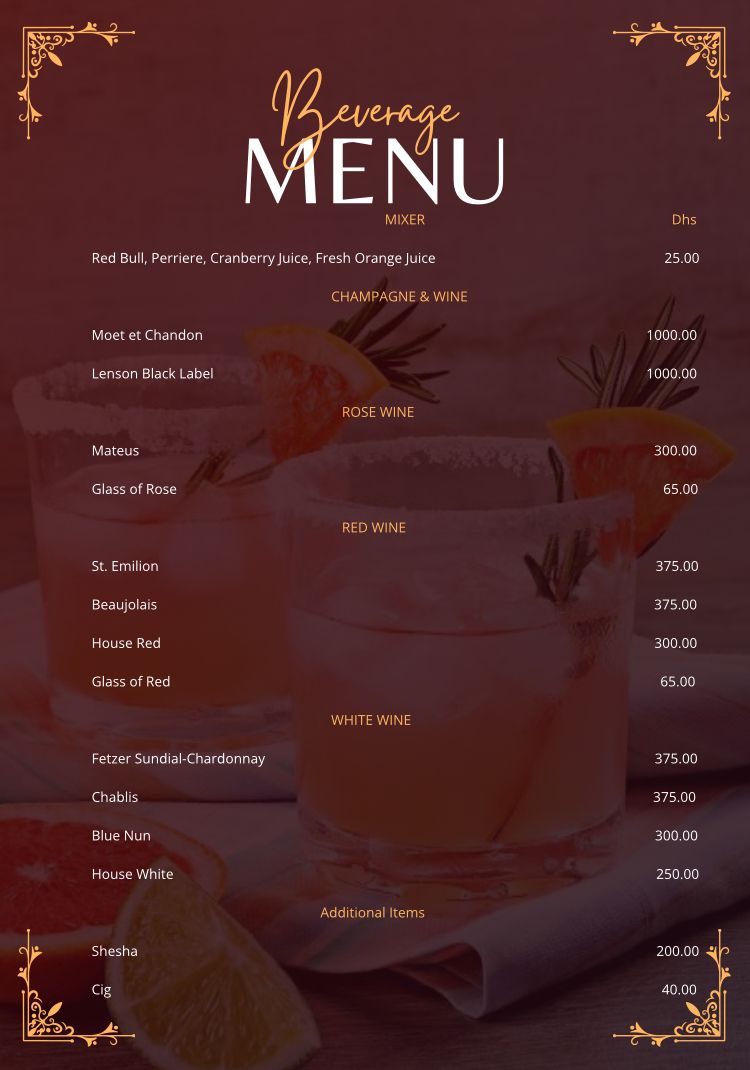 Beverage
MENU
MIXER Dhs
Red Bull, Perriere, Cranberry Juice, Fresh Orange Juice 25.00
CHAMPAGNE & WINE
Moet et Chandon 1000.00
Lenson Black Label 1000.00
ROSE WINE
Mateus 300.00
Glass of Rose 65.00
RED WINE
St. Emilion 375.00
Beaujolais 375.00
House Red 300.00
Glass of Red 65.00
WHITE WINE
Fetzer Sundial-Chardonnay 375.00
Chablis 375.00
Blue Nun 300.00
House White 250.00
Additional Items
Shesha 200.00
Cig 40.00